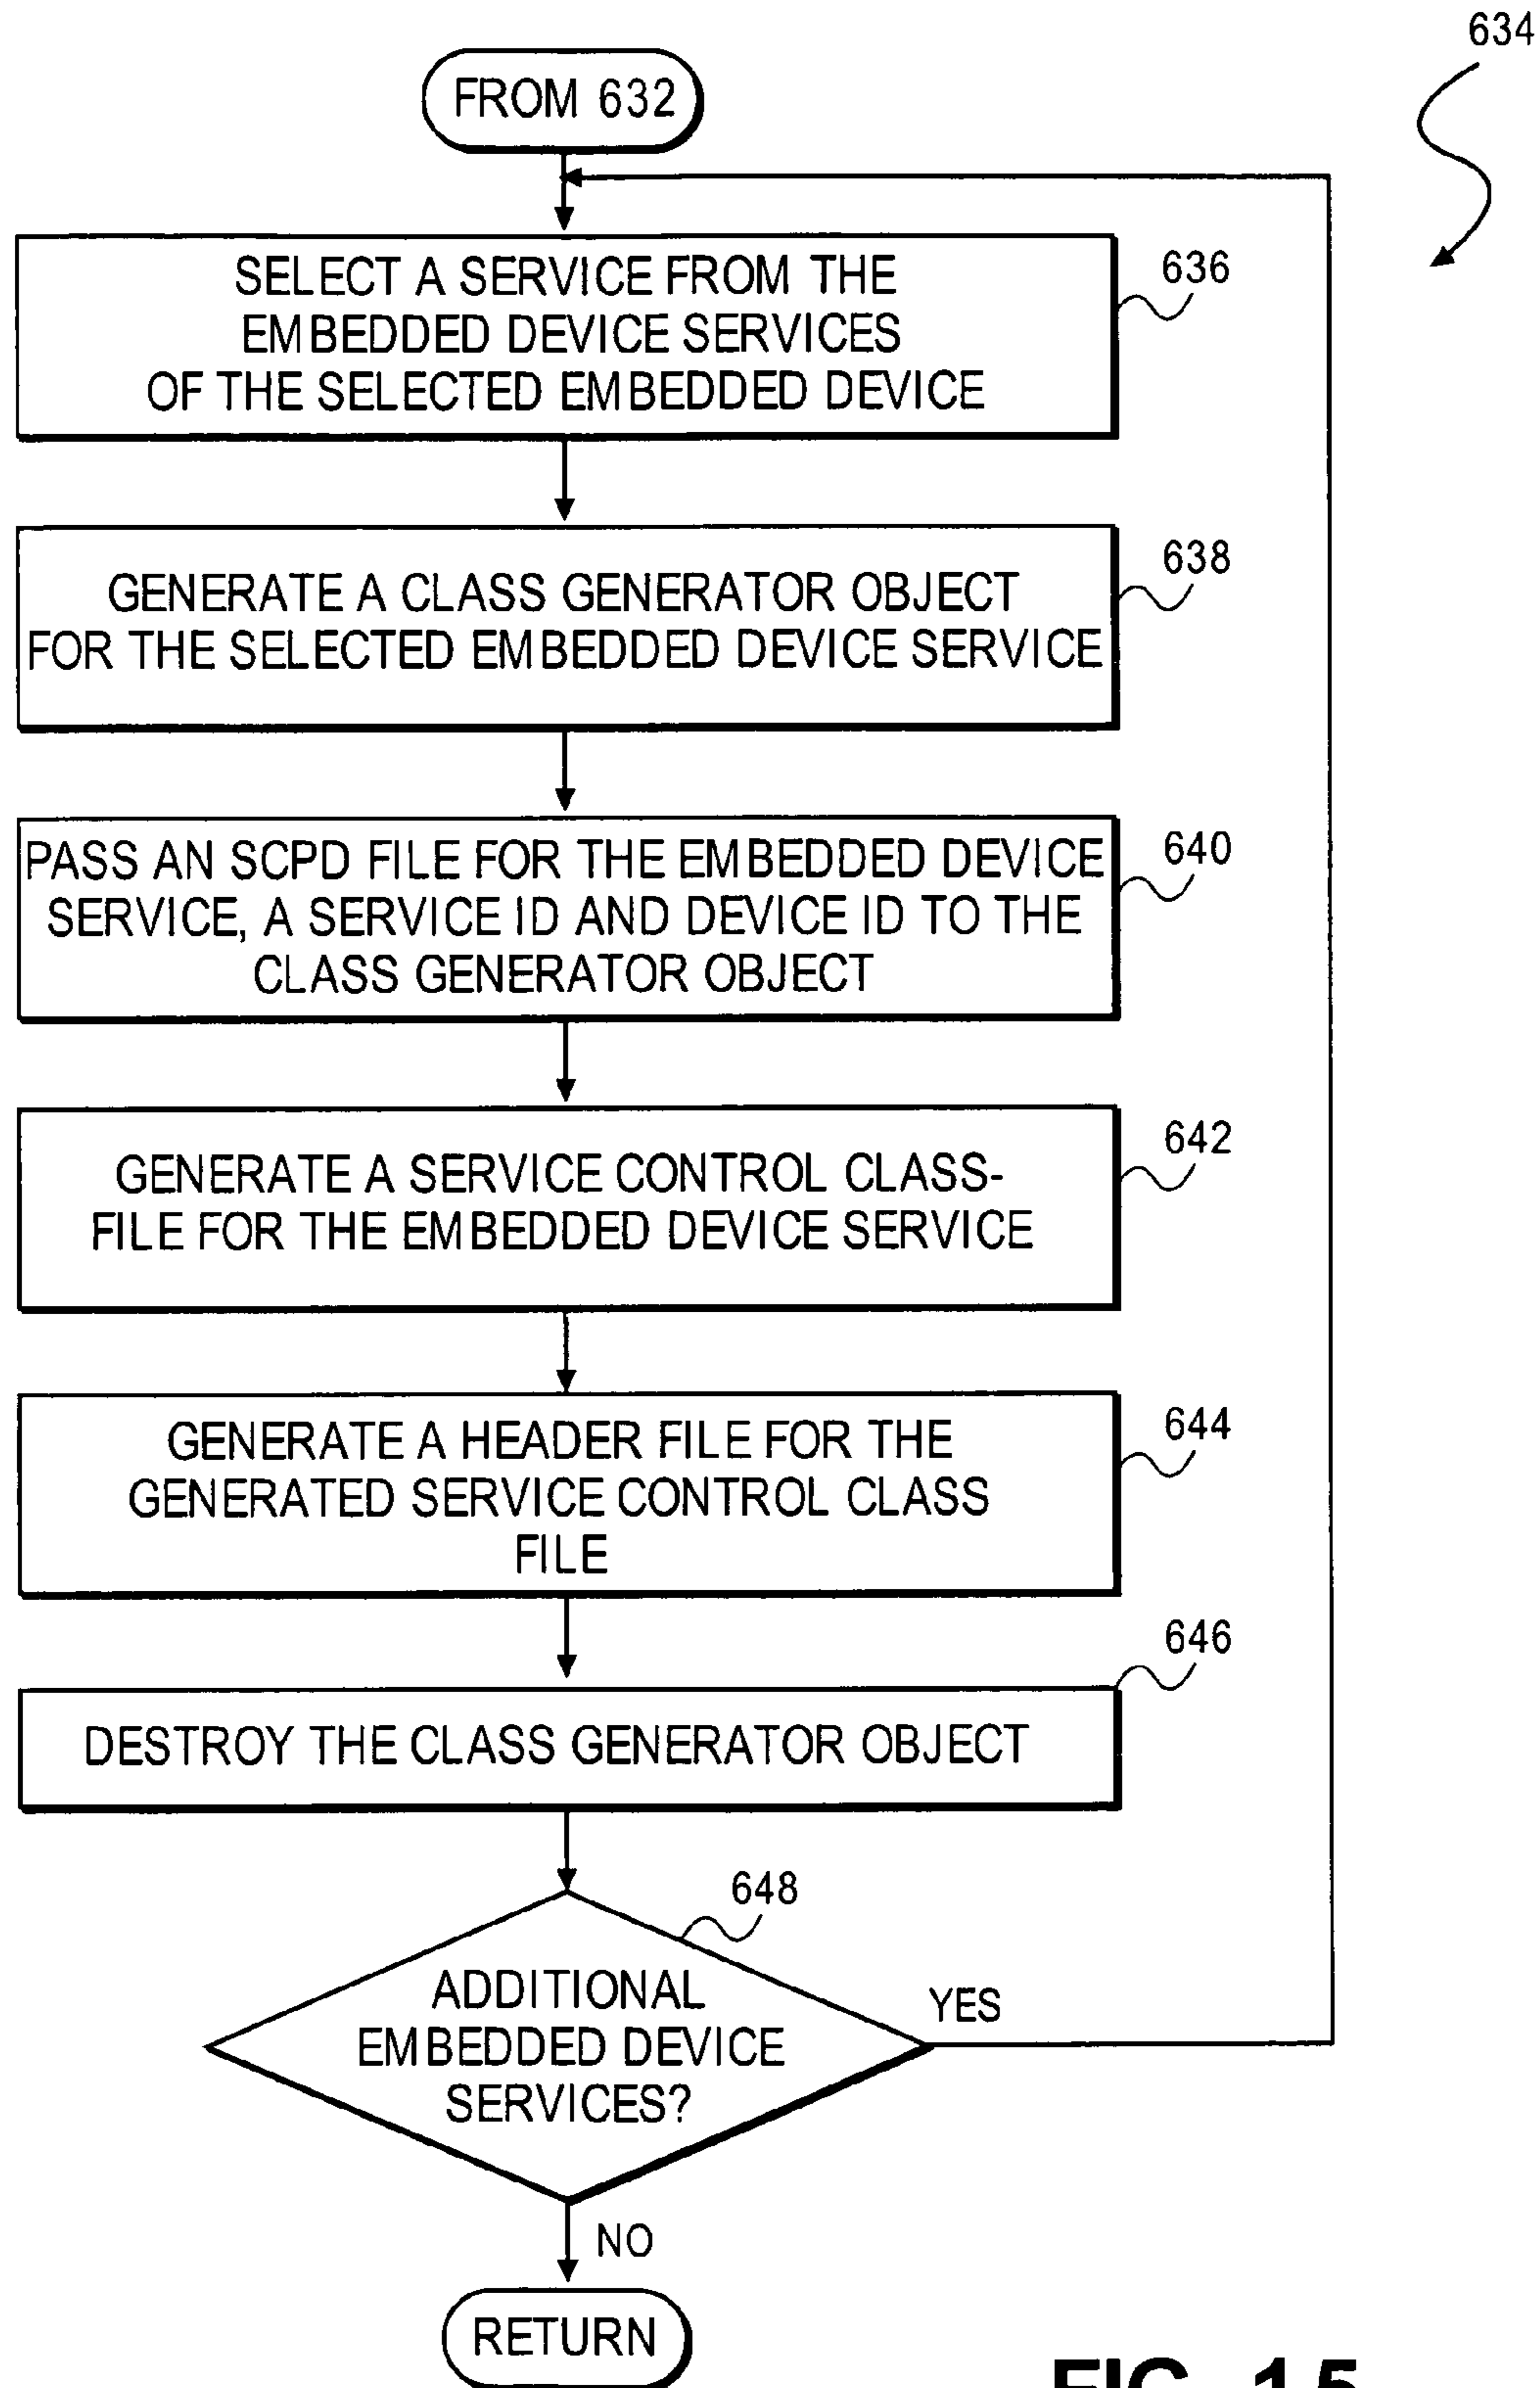 634
FROM 632
SELECT A SERVICE FROM THE
EMBEDDED DEVICE SERVICES
OF THE SELECTED EMBEDDED DEVICE
636
GENERATE A CLASS GENERATOR OBJECT
FOR THE SELECTED EMBEDDED DEVICE SERVICE
638
PASS AN SCPD FILE FOR THE EMBEDDED DEVICE
SERVICE, A SERVICE ID AND DEVICE ID TO THE
CLASS GENERATOR OBJECT
640
GENERATE A SERVICE CONTROL CLASS-
FILE FOR THE EMBEDDED DEVICE SERVICE
642
GENERATE A HEADER FILE FOR THE
GENERATED SERVICE CONTROL CLASS
FILE
644
DESTROY THE CLASS GENERATOR OBJECT
646
648
ADDITIONAL
EMBEDDED DEVICE
SERVICES?
YES
NO
RETURN
FIG. 15